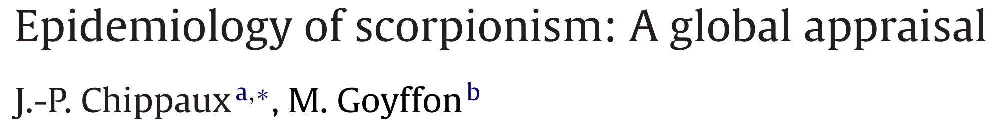 Epidemiology of scorpionism: A global appraisal
J.-P. Chippaux a,*, M. Goyffon b